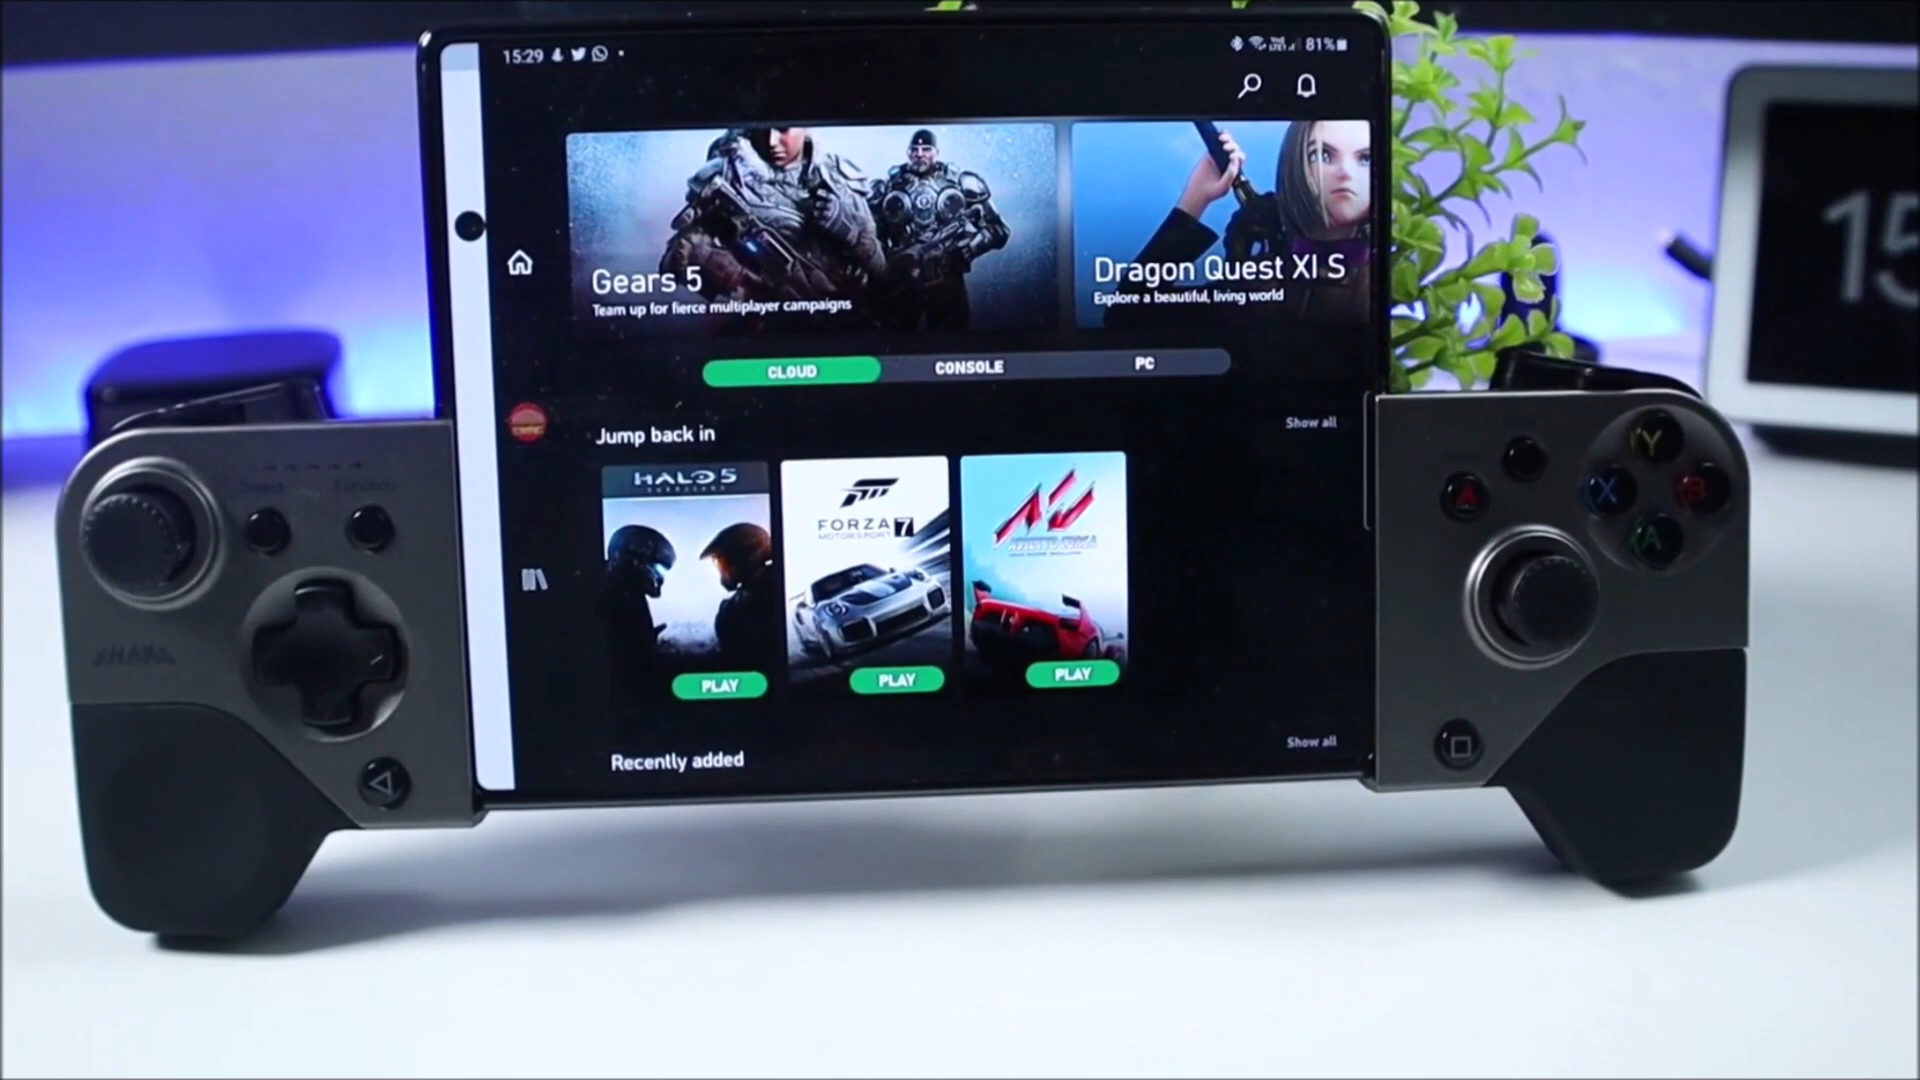 15:29
81%
Gears 5
Team up for fierce multiplayer campaigns
Dragon Quest XI S
Explore a beautiful, living world
CLOUD
CONSOLE
PC
Jump back in
Show all
HALO 5
FORZA
MOTORSPORT 7
PLAY
PLAY
PLAY
Recently added
Show all
Y
X
B
A
A
15